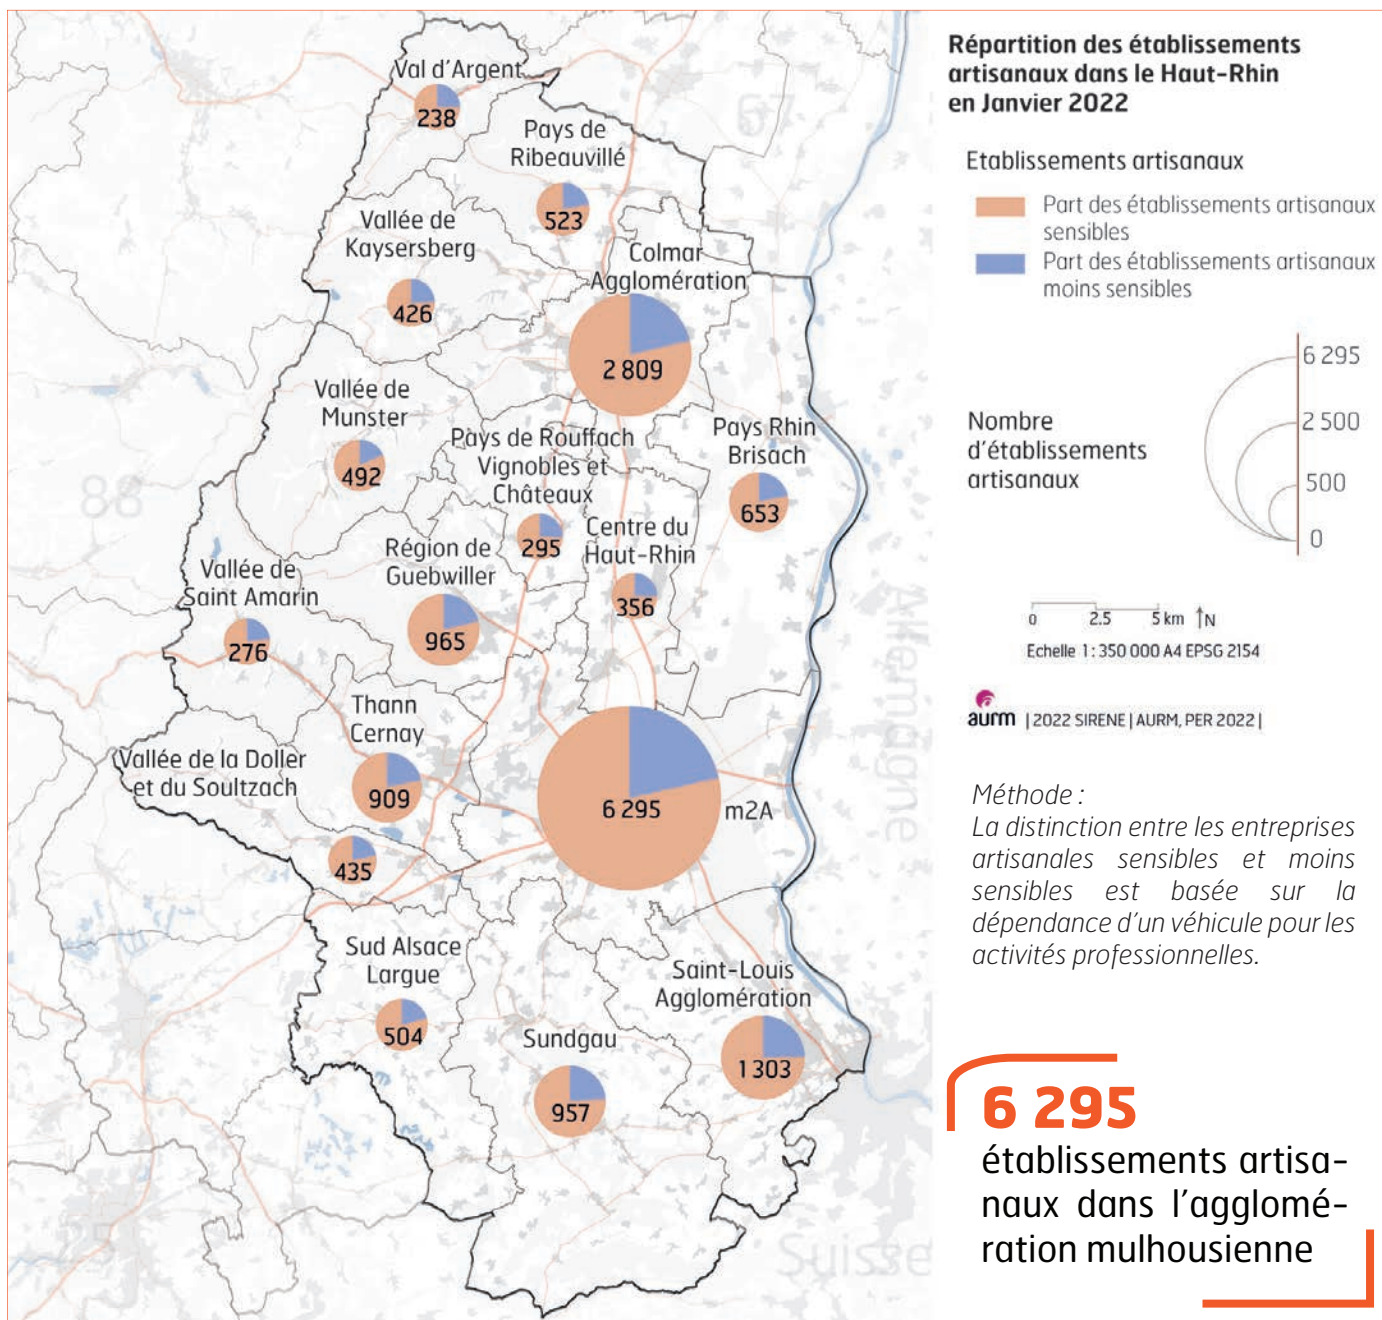 Répartition des établissements
artisanaux dans le Haut-Rhin
en Janvier 2022
Etablissements artisanaux
Part des établissements artisanaux
sensibles
Part des établissements artisanaux
moins sensibles
Nombre
d'établissements
artisanaux
6 295
2 500
500
0
0 2.5 5 km N
Echelle 1 : 350 000 A4 EPSG 2154
aurm | 2022 SIRENE | AURM, PER 2022 |
Méthode :
La distinction entre les entreprises
artisanales sensibles et moins
sensibles est basée sur la
dépendance d'un véhicule pour les
activités professionnelles.
6 295
établissements artisa-
naux dans l'agglomé-
ration mulhousienne
Val d'Argent
238
67
Pays de
Ribeauvillé
523
Vallée de
Kaysersberg
426
Colmar
Agglomération
2 809
Vallée de
Munster
492
88
Pays de Rouffach
Vignobles et
Châteaux
295
Pays Rhin
Brisach
653
Centre du
Haut-Rhin
356
Région de
Guebwiller
965
Vallée de
Saint Amarin
276
Allemagne
Thann
Cernay
909
Vallée de la Doller
et du Soultzach
435
6 295
m2A
Sud Alsace
Largue
504
Sundgau
957
Saint-Louis
Agglomération
1 303
25
Suisse